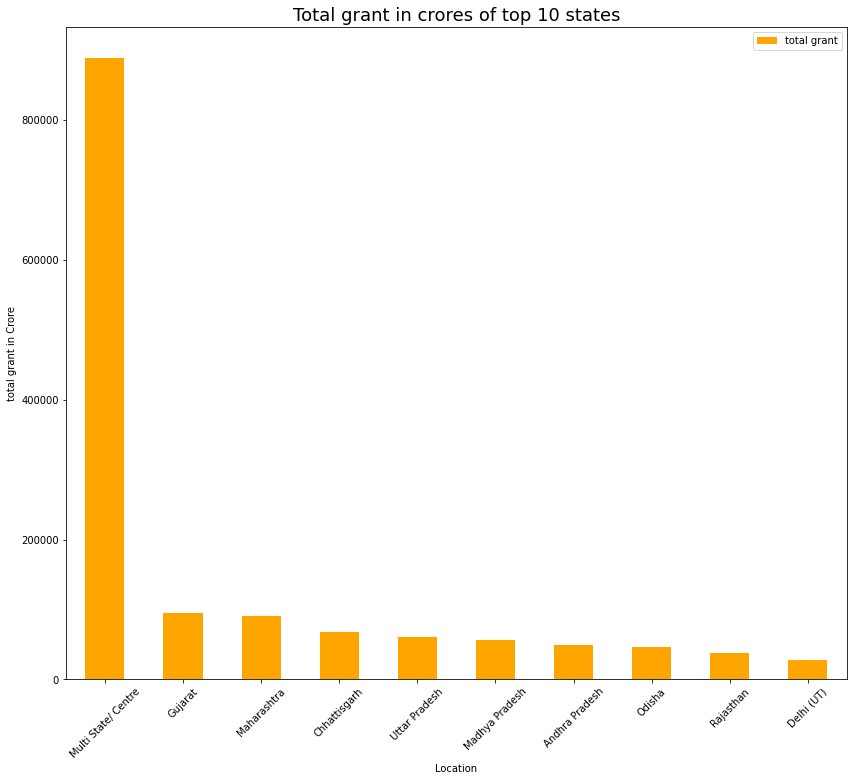 Total grant in crores of top 10 states
total grant
total grant in Crore
800000
600000
400000
200000
0
Multi State/ Centre
Gujarat
Maharashtra
Chhattisgarh
Uttar Pradesh
Madhya Pradesh
Andhra Pradesh
Odisha
Rajasthan
Delhi (UT)
Location